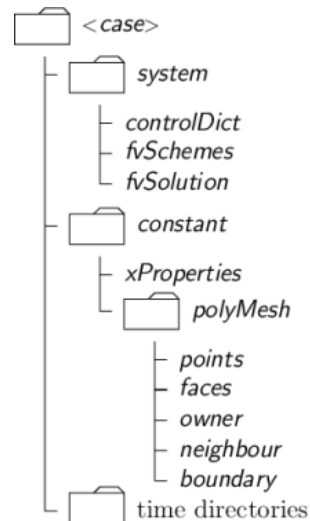 <case>
system
controlDict
fvSchemes
fvSolution
constant
xProperties
polyMesh
points
faces
owner
neighbour
boundary
time directories